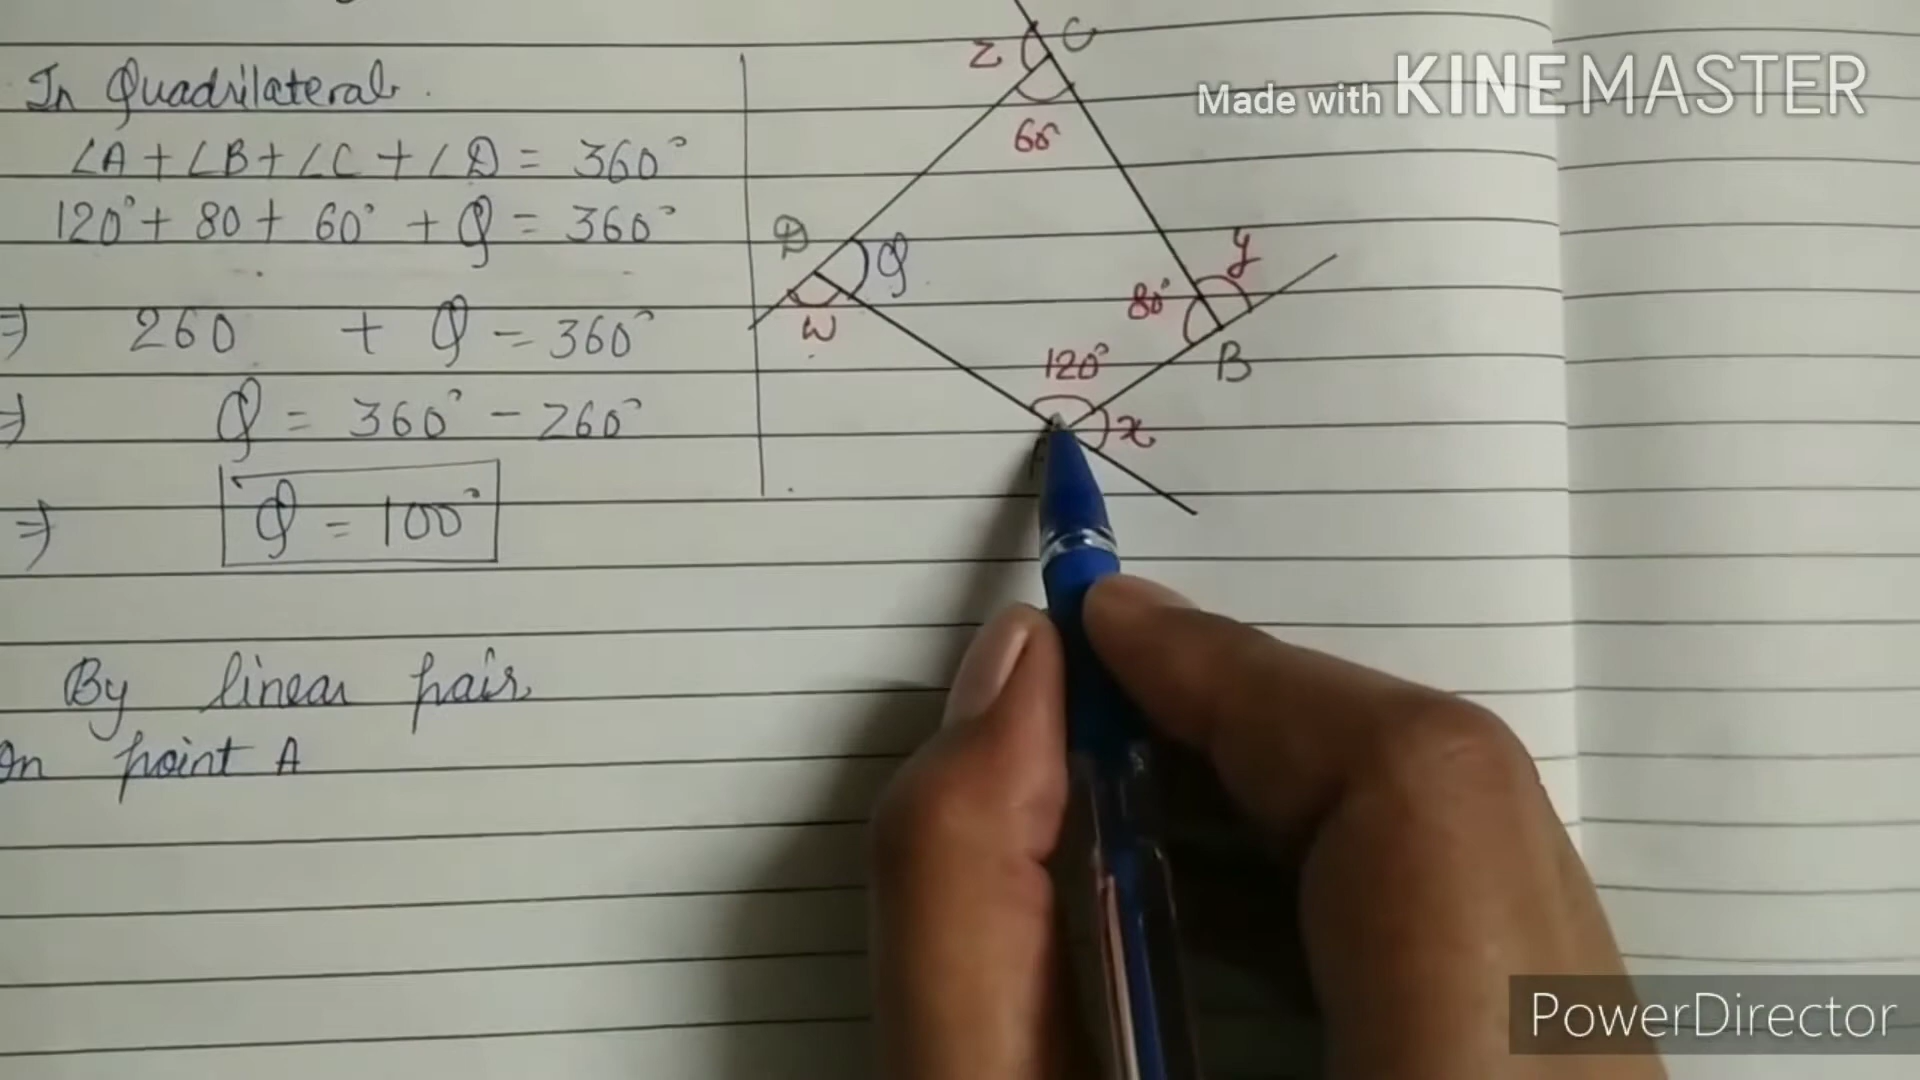 In Quadrilateral.
∠A + ∠B + ∠C + ∠D = 360°
120° + 80 + 60° + Q = 360°
⇒ 260 + Q = 360°
⇒ Q = 360° - 260°
⇒ Q = 100°
By linear pair
On point A
z C
60°
D Q
w
y
80°
B
120°
x
Made with KINEMASTER
PowerDirector